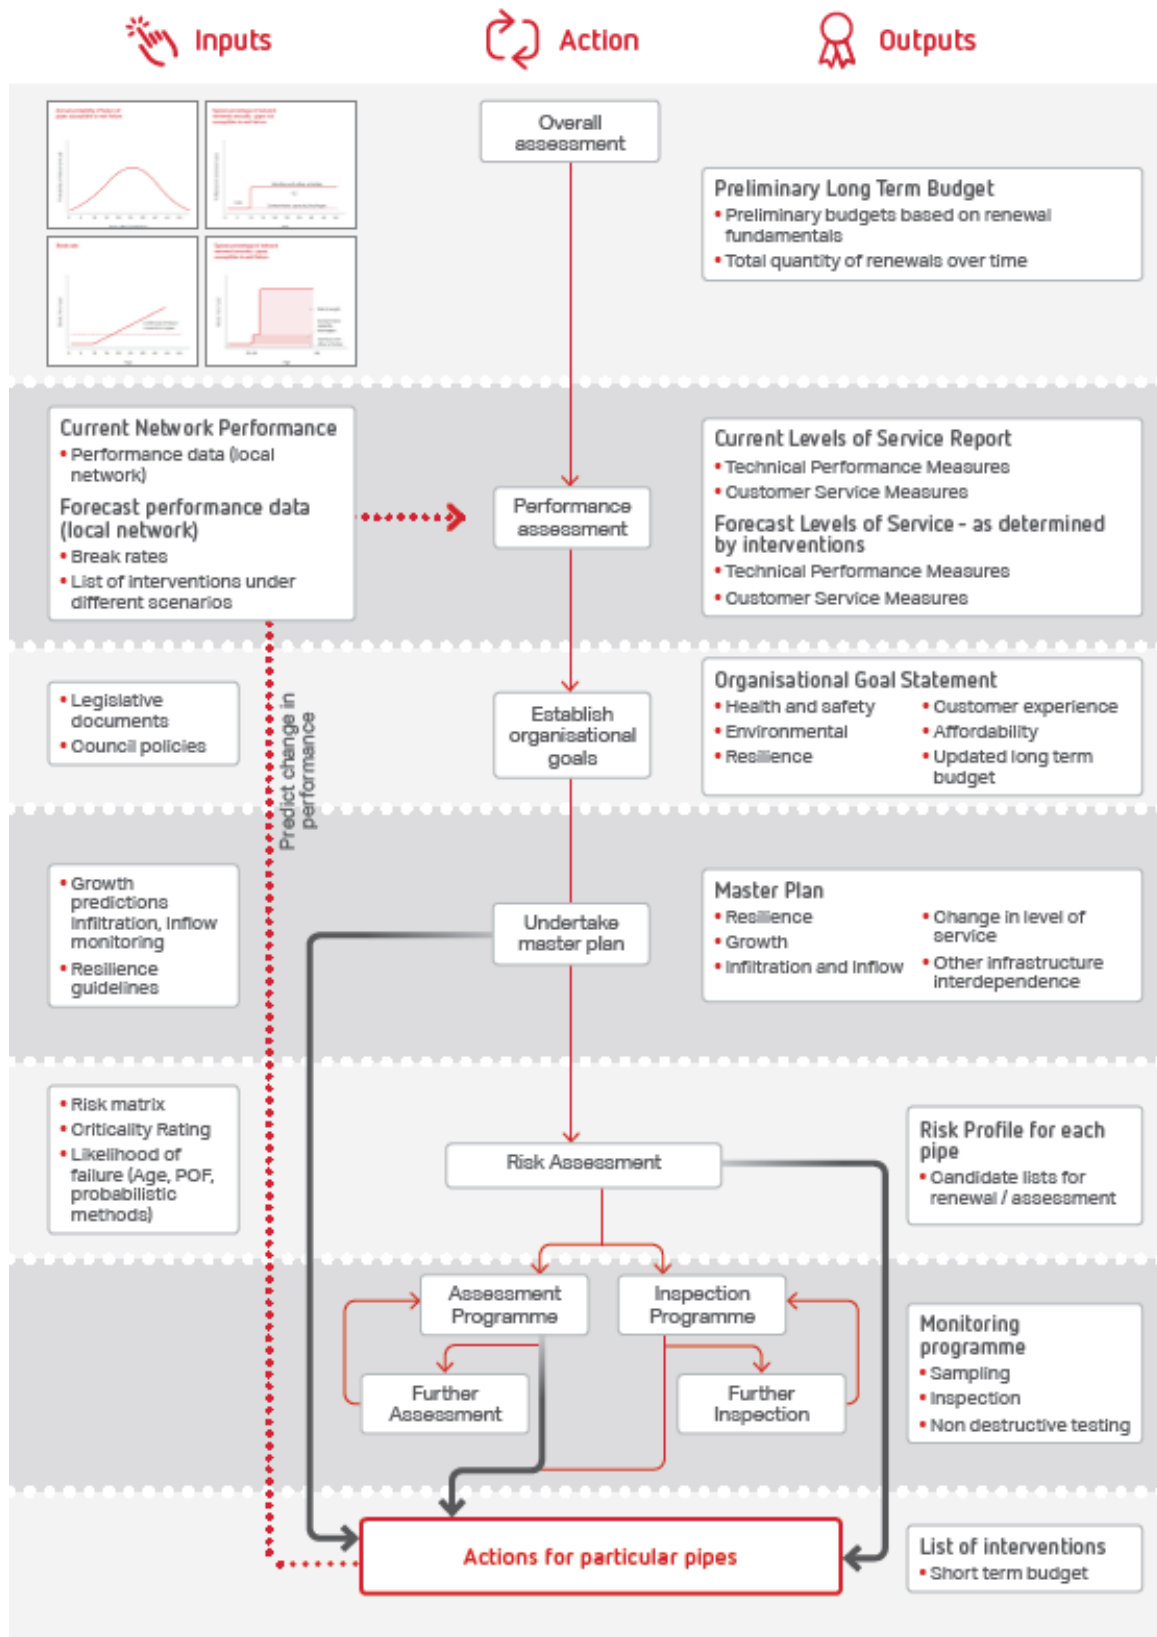 Inputs
Action
Outputs
Overall
assessment
Preliminary Long Term Budget
• Preliminary budgets based on renewal
fundamentals
• Total quantity of renewals over time
Current Network Performance
• Performance data (local
network)
Forecast performance data
(local network)
• Break rates
• List of interventions under
different scenarios
Performance
assessment
Current Levels of Service Report
• Technical Performance Measures
• Customer Service Measures
Forecast Levels of Service - as determined
by interventions
• Technical Performance Measures
• Customer Service Measures
• Legislative
documents
• Council policies
Predict change in
performance
Establish
organisational
goals
Organisational Goal Statement
• Health and safety
• Environmental
• Resilience
• Customer experience
• Affordability
• Updated long term
budget
• Growth
predictions
Infiltration, Inflow
monitoring
• Resilience
guidelines
Undertake
master plan
Master Plan
• Resilience
• Growth
• Infiltration and Inflow
• Change in level of
service
• Other infrastructure
interdependence
• Risk matrix
• Criticality Rating
• Likelihood of
failure (Age, POF,
probabilistic
methods)
Risk Assessment
Risk Profile for each
pipe
• Candidate lists for
renewal / assessment
Assessment
Programme
Inspection
Programme
Further
Assessment
Further
Inspection
Monitoring
programme
• Sampling
• Inspection
• Non destructive testing
Actions for particular pipes
List of interventions
• Short term budget